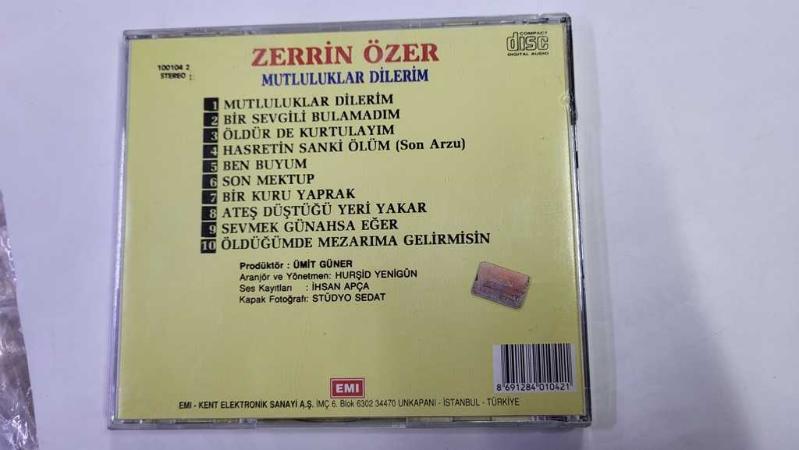 ZERRİN ÖZER
MUTLULUKLAR DİLERİM
100104 2
STEREO
COMPACT
disc
DIGITAL AUDIO
1 MUTLULUKLAR DİLERİM
2 BİR SEVGİLİ BULAMADIM
3 ÖLDÜR DE KURTULAYIM
4 HASRETİN SANKİ ÖLÜM (Son Arzu)
5 BEN BUYUM
6 SON MEKTUP
7 BİR KURU YAPRAK
8 ATEŞ DÜŞTÜĞÜ YERİ YAKAR
9 SEVMEK GÜNAHSA EĞER
10 ÖLDÜĞÜMDE MEZARIMA GELİRMİSİN
Prodüktör : ÜMİT GÜNER
Aranjör ve Yönetmen: HURŞİD YENİGÜN
Ses Kayıtları : İHSAN APÇA
Kapak Fotoğrafı: STÜDYO SEDAT
8 691284 010421
EMI
EMI - KENT ELEKTRONİK SANAYİ A.Ş. İMÇ 6. Blok 6302 34470 UNKAPANI - İSTANBUL - TÜRKİYE